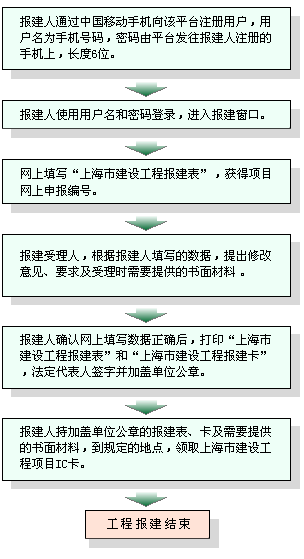 报建人通过中国移动手机向该平台注册用户，用
户名为手机号码，密码由平台发往报建人注册的
手机上，长度6位。
报建人使用用户名和密码登录，进入报建窗口。
网上填写“上海市建设工程报建表”，获得项目
网上申报编号。
报建受理人，根据报建人填写的数据，提出修改
意见、要求及受理时需要提供的书面材料。
报建人确认网上填写数据正确后，打印“上海市
建设工程报建表”和“上海市建设工程报建卡”
，法定代表人签字并加盖单位公章。
报建人持加盖单位公章的报建表、卡及需要提供
的书面材料，到规定的地点，领取上海市建设工
程项目IC卡。
工程报建结束